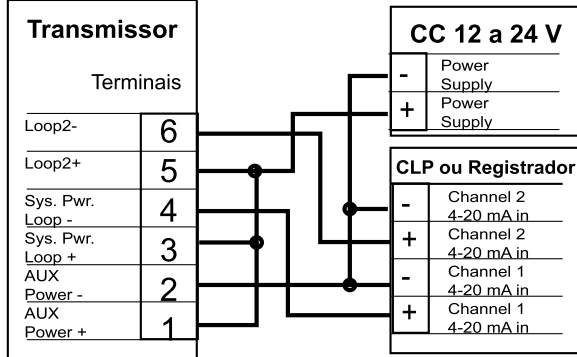 Transmissor
Terminais
Loop2-
6
Loop2+
5
Sys. Pwr.
Loop -
4
Sys. Pwr.
Loop +
3
AUX
Power -
2
AUX
Power +
1
CC 12 a 24 V
-
Power
Supply
+
Power
Supply
CLP ou Registrador
-
Channel 2
4-20 mA in
+
Channel 2
4-20 mA in
-
Channel 1
4-20 mA in
+
Channel 1
4-20 mA in